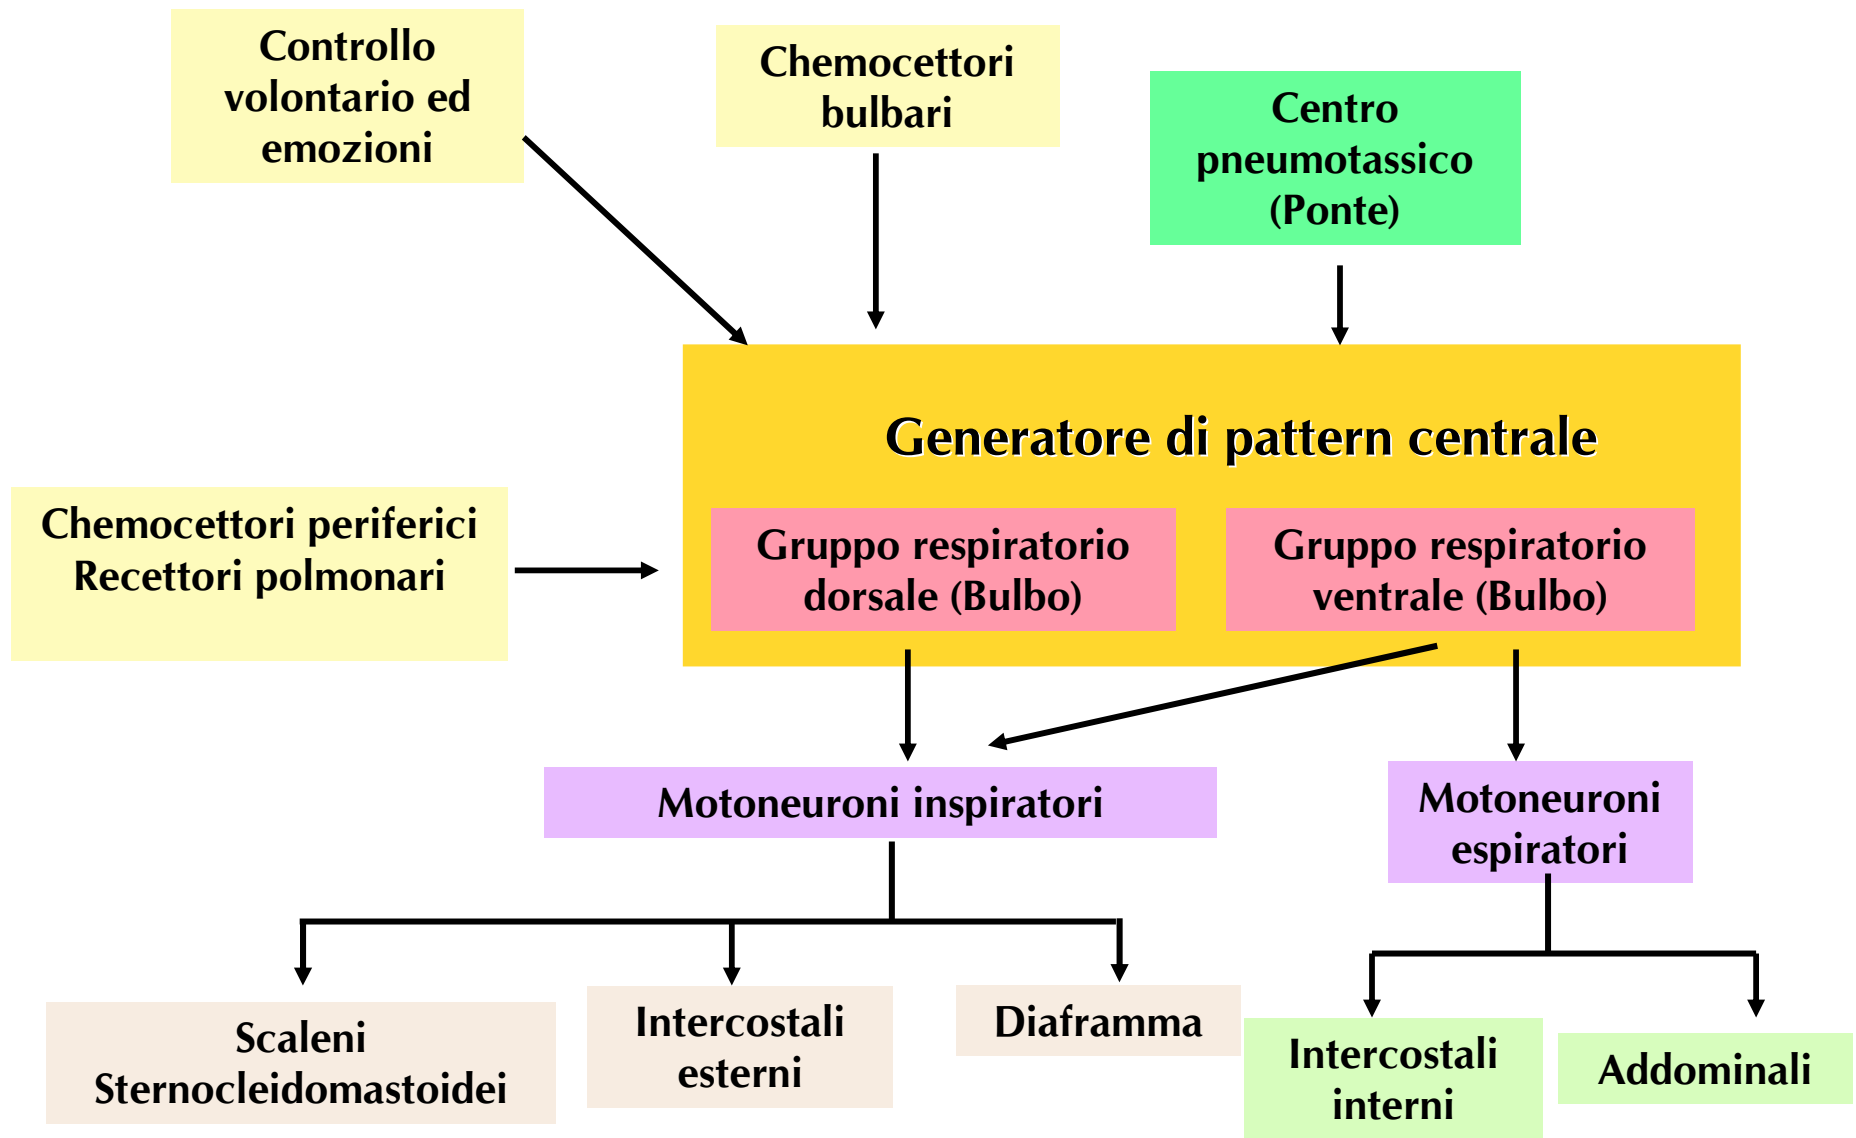 Controllo
volontario ed
emozioni
Chemocettori
bulbari
Centro
pneumotassico
(Ponte)
Generatore di pattern centrale
Chemocettori periferici
Recettori polmonari
Gruppo respiratorio
dorsale (Bulbo)
Gruppo respiratorio
ventrale (Bulbo)
Motoneuroni inspiratori
Motoneuroni
espiratori
Scaleni
Sternocleidomastoidei
Intercostali
esterni
Diaframma
Intercostali
interni
Addominali